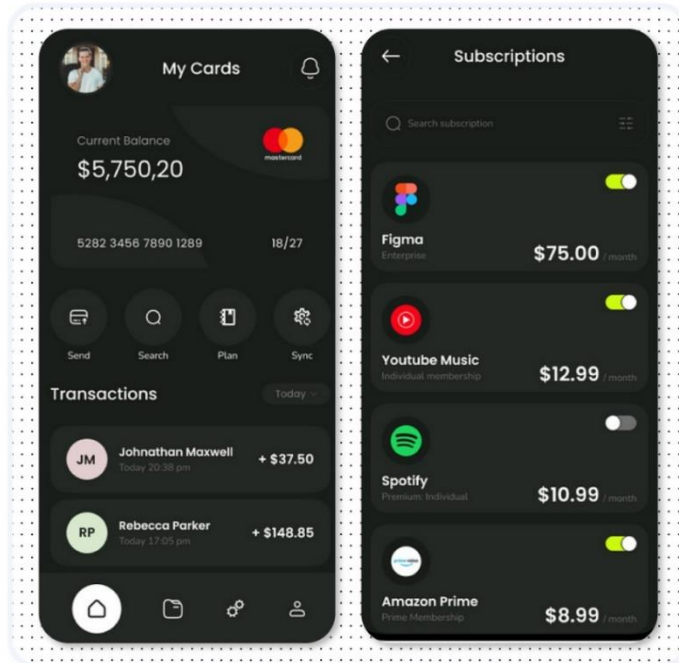 My Cards
Current Balance
$5,750,20
mastercard
5282 3456 7890 1289 18/27
Send Search Plan Sync
Transactions Today
JM Johnathan Maxwell + $37.50
Today 20:38 pm
RP Rebecca Parker + $148.85
Today 17:05 pm
Subscriptions
Search subscription
Figma
Enterprise $75.00 / month
Youtube Music
Individual membership $12.99 / month
Spotify
Premium: Individual $10.99 / month
prime video
Amazon Prime
Prime Membership $8.99 / month